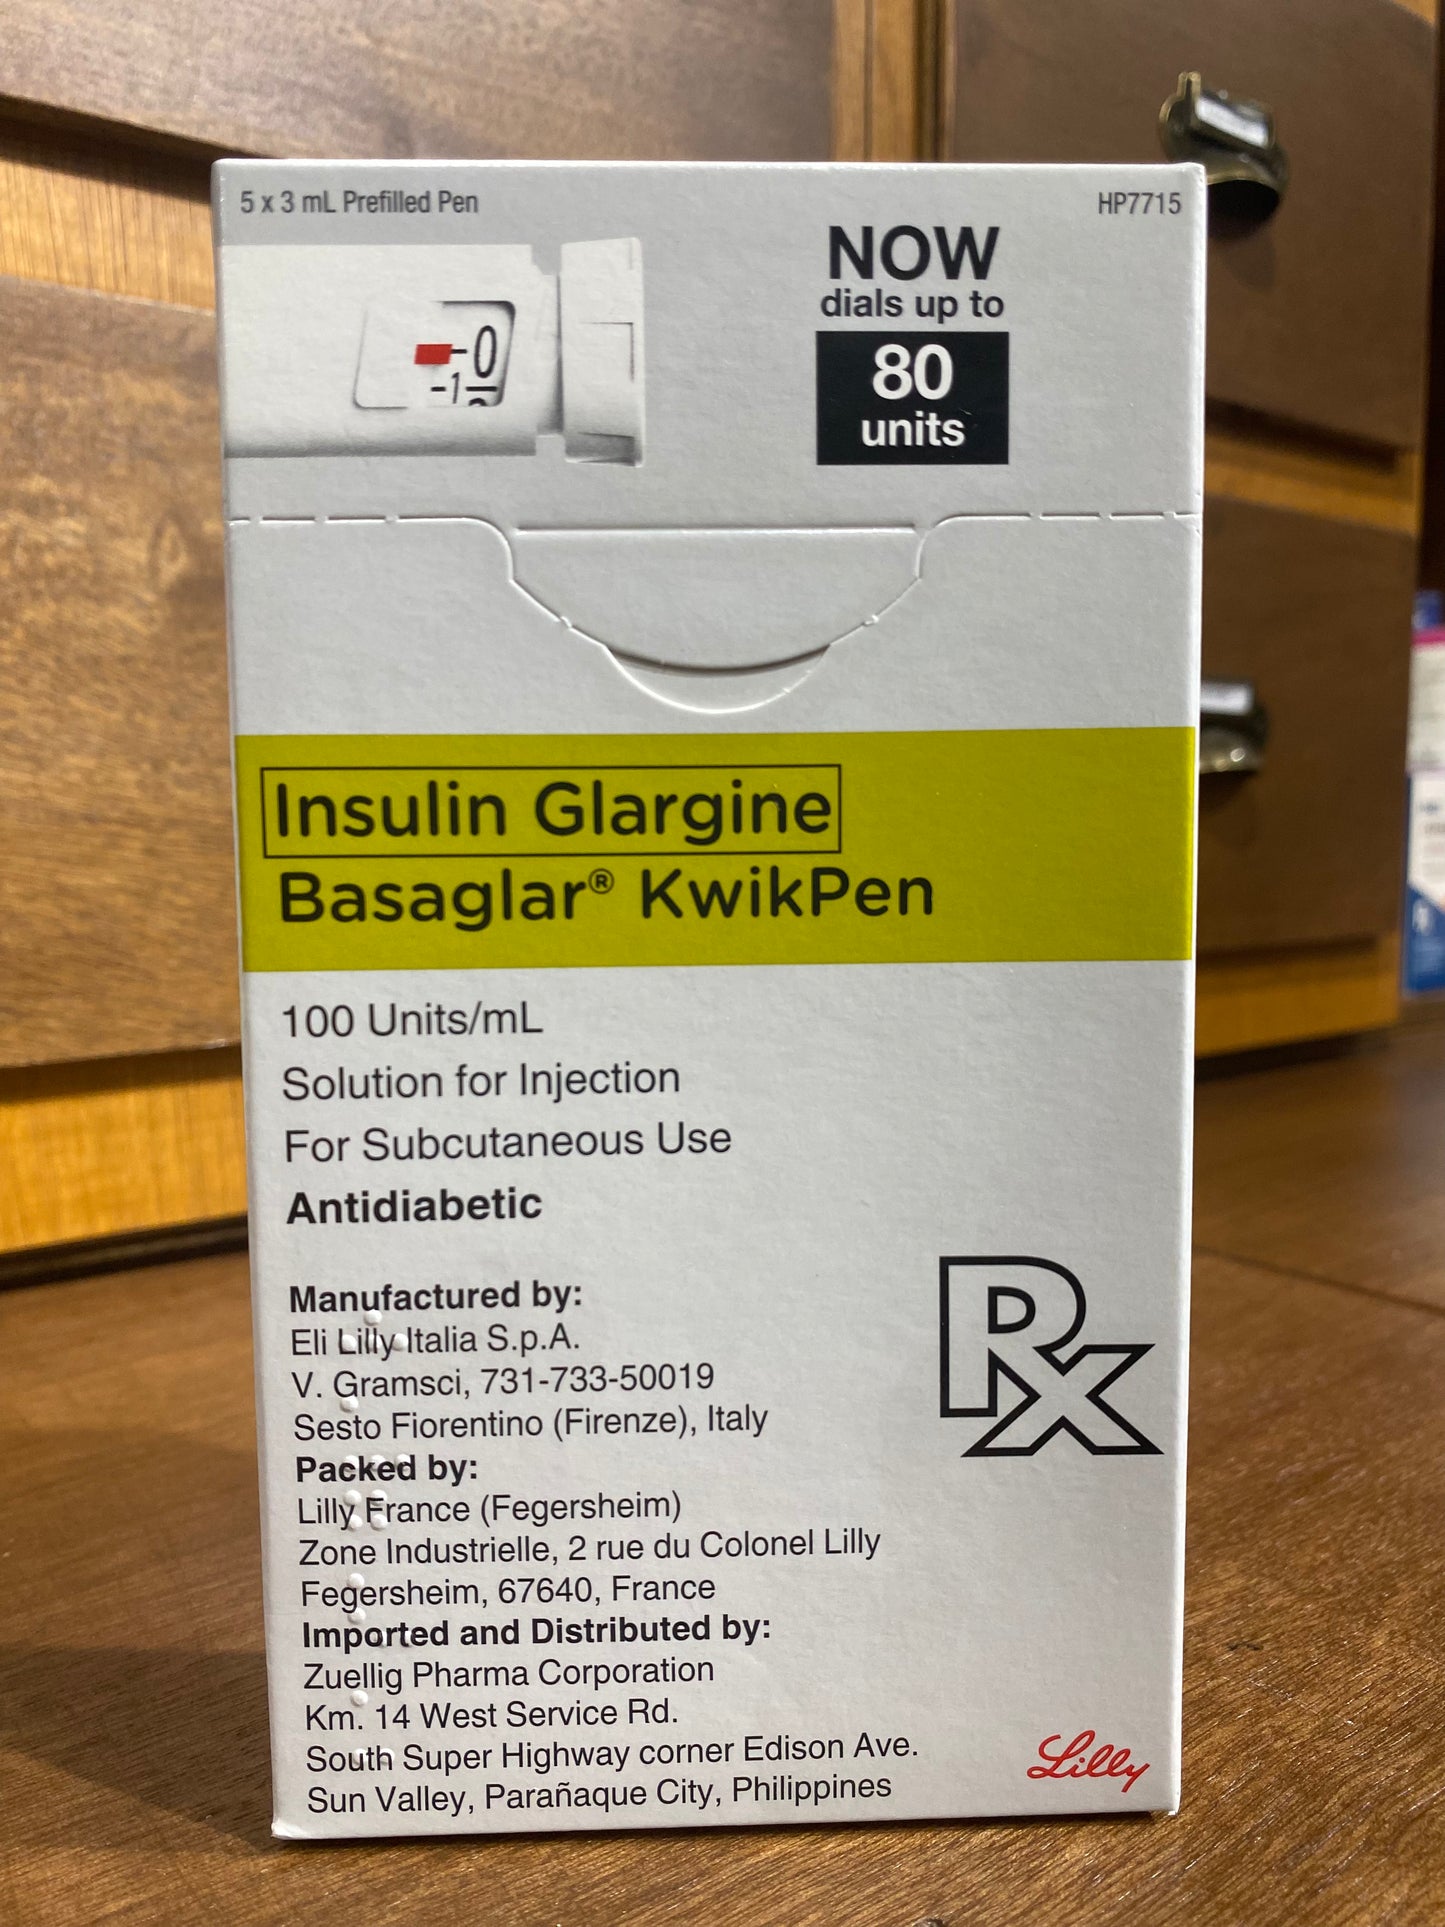 5 x 3 mL Prefilled Pen
HP7715
NOW
dials up to
80
units
-0
-1
Insulin Glargine
Basaglar® KwikPen
100 Units/mL
Solution for Injection
For Subcutaneous Use
Antidiabetic
Manufactured by:
Eli Lilly Italia S.p.A.
V. Gramsci, 731-733-50019
Sesto Fiorentino (Firenze), Italy
Packed by:
Lilly France (Fegersheim)
Zone Industrielle, 2 rue du Colonel Lilly
Fegersheim, 67640, France
Imported and Distributed by:
Zuellig Pharma Corporation
Km. 14 West Service Rd.
South Super Highway corner Edison Ave.
Sun Valley, Parañaque City, Philippines
Rx
Lilly